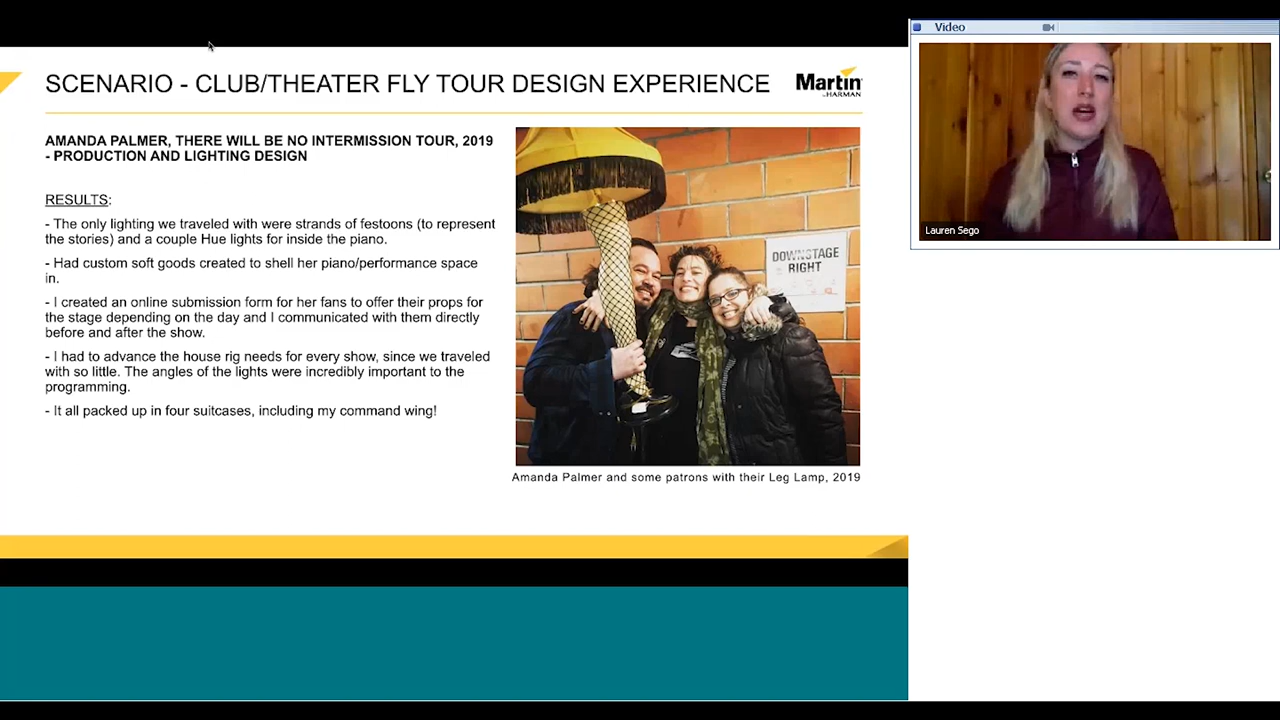 SCENARIO - CLUB/THEATER FLY TOUR DESIGN EXPERIENCE
Martin
by HARMAN
AMANDA PALMER, THERE WILL BE NO INTERMISSION TOUR, 2019
- PRODUCTION AND LIGHTING DESIGN
RESULTS:
- The only lighting we traveled with were strands of festoons (to represent
the stories) and a couple Hue lights for inside the piano.
- Had custom soft goods created to shell her piano/performance space
in.
- I created an online submission form for her fans to offer their props for
the stage depending on the day and I communicated with them directly
before and after the show.
- I had to advance the house rig needs for every show, since we traveled
with so little. The angles of the lights were incredibly important to the
programming.
- It all packed up in four suitcases, including my command wing!
DOWNSTAGE
RIGHT
Amanda Palmer and some patrons with their Leg Lamp, 2019
Video
Lauren Sego